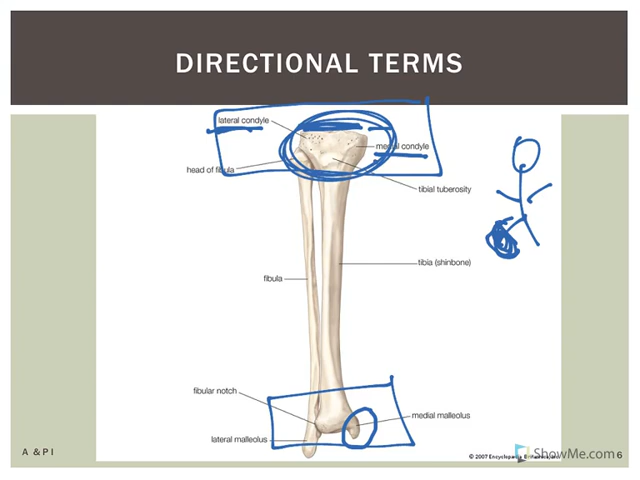 DIRECTIONAL TERMS
lateral condyle
medial condyle
head of fibula
tibial tuberosity
tibia (shinbone)
fibula
fibular notch
medial malleolus
lateral malleolus
A & P I
© 2007 Encyclopædia Britannica, Inc.
ShowMe.com
6